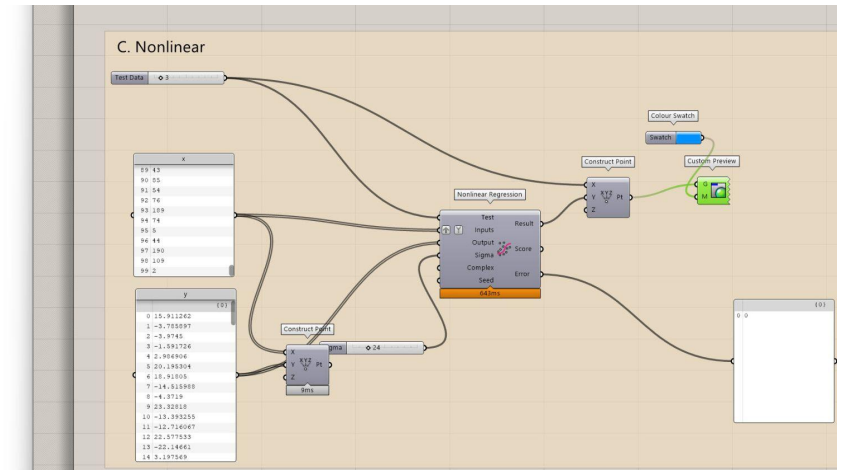 C. Nonlinear
Test Data 3
Colour Swatch
Swatch
Construct Point
Custom Preview
X
Y
Z
XYZ
Pt
G
M
x
89 43
90 55
91 54
92 76
93 189
94 74
95 5
96 44
97 190
98 109
99 2
Nonlinear Regression
Test
Inputs
Output
Sigma
Complex
Seed
Result
Score
Error
643ms
y
{0}
0 15.911262
1 -3.785897
2 -3.9745
3 -1.591726
4 2.986906
5 20.195304
6 18.91805
7 -14.515988
8 -4.3719
9 23.32818
10 -13.393255
11 -12.716067
12 22.577533
13 -22.14661
14 3.197569
Construct Point
X
Y
Z
XYZ
Pt
9ms
gma 24
{0}
0 0